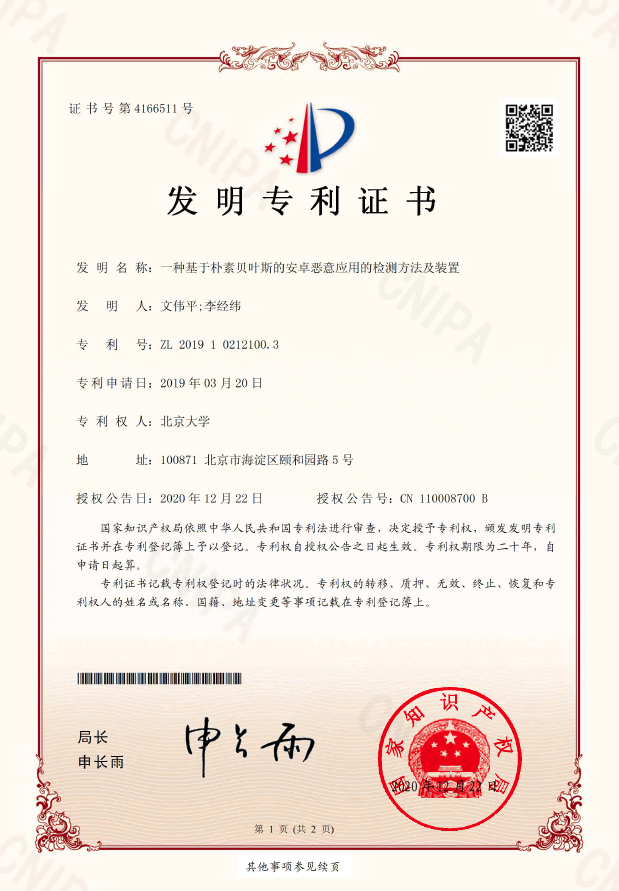 证书号第4166511号
发明专利证书
发明名称：一种基于朴素贝叶斯的安卓恶意应用的检测方法及装置
发明人：文伟平;李经纬
专利号：ZL 2019 1 0212100.3
专利申请日：2019年03月20日
专利权人：北京大学
地址：100871 北京市海淀区颐和园路5号
授权公告日：2020年12月22日 授权公告号：CN 110008700 B
国家知识产权局依照中华人民共和国专利法进行审查，决定授予专利权，颁发发明专利
证书并在专利登记簿上予以登记。专利权自授权公告之日起生效。专利权期限为二十年，自
申请日起算。
专利证书记载专利权登记时的法律状况。专利权的转移、质押、无效、终止、恢复和专
利权人的姓名或名称、国籍、地址变更等事项记载在专利登记簿上。
局长
申长雨
申长雨
国家知识产权局
2020年12月22日
第 1 页 (共 2 页)
其他事项参见续页
CNIPA
CNIPA
CNIPA
CNIPA